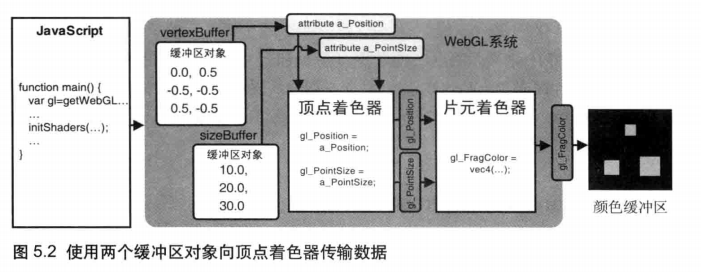 JavaScript
function main() {
var gl=getWebGL…
…
initShaders(…);
…
}
vertexBuffer
缓冲区对象
0.0, 0.5
-0.5, -0.5
0.5, -0.5
sizeBuffer
缓冲区对象
10.0,
20.0,
30.0
attribute a_Position
attribute a_PointSIze
WebGL系统
顶点着色器
gl_Position =
a_Position;
gl_PointSize =
a_PointSize;
gl_Position
gl_PointSize
片元着色器
gl_FragColor =
vec4(…);
gl_FragColor
颜色缓冲区
图 5.2 使用两个缓冲区对象向顶点着色器传输数据